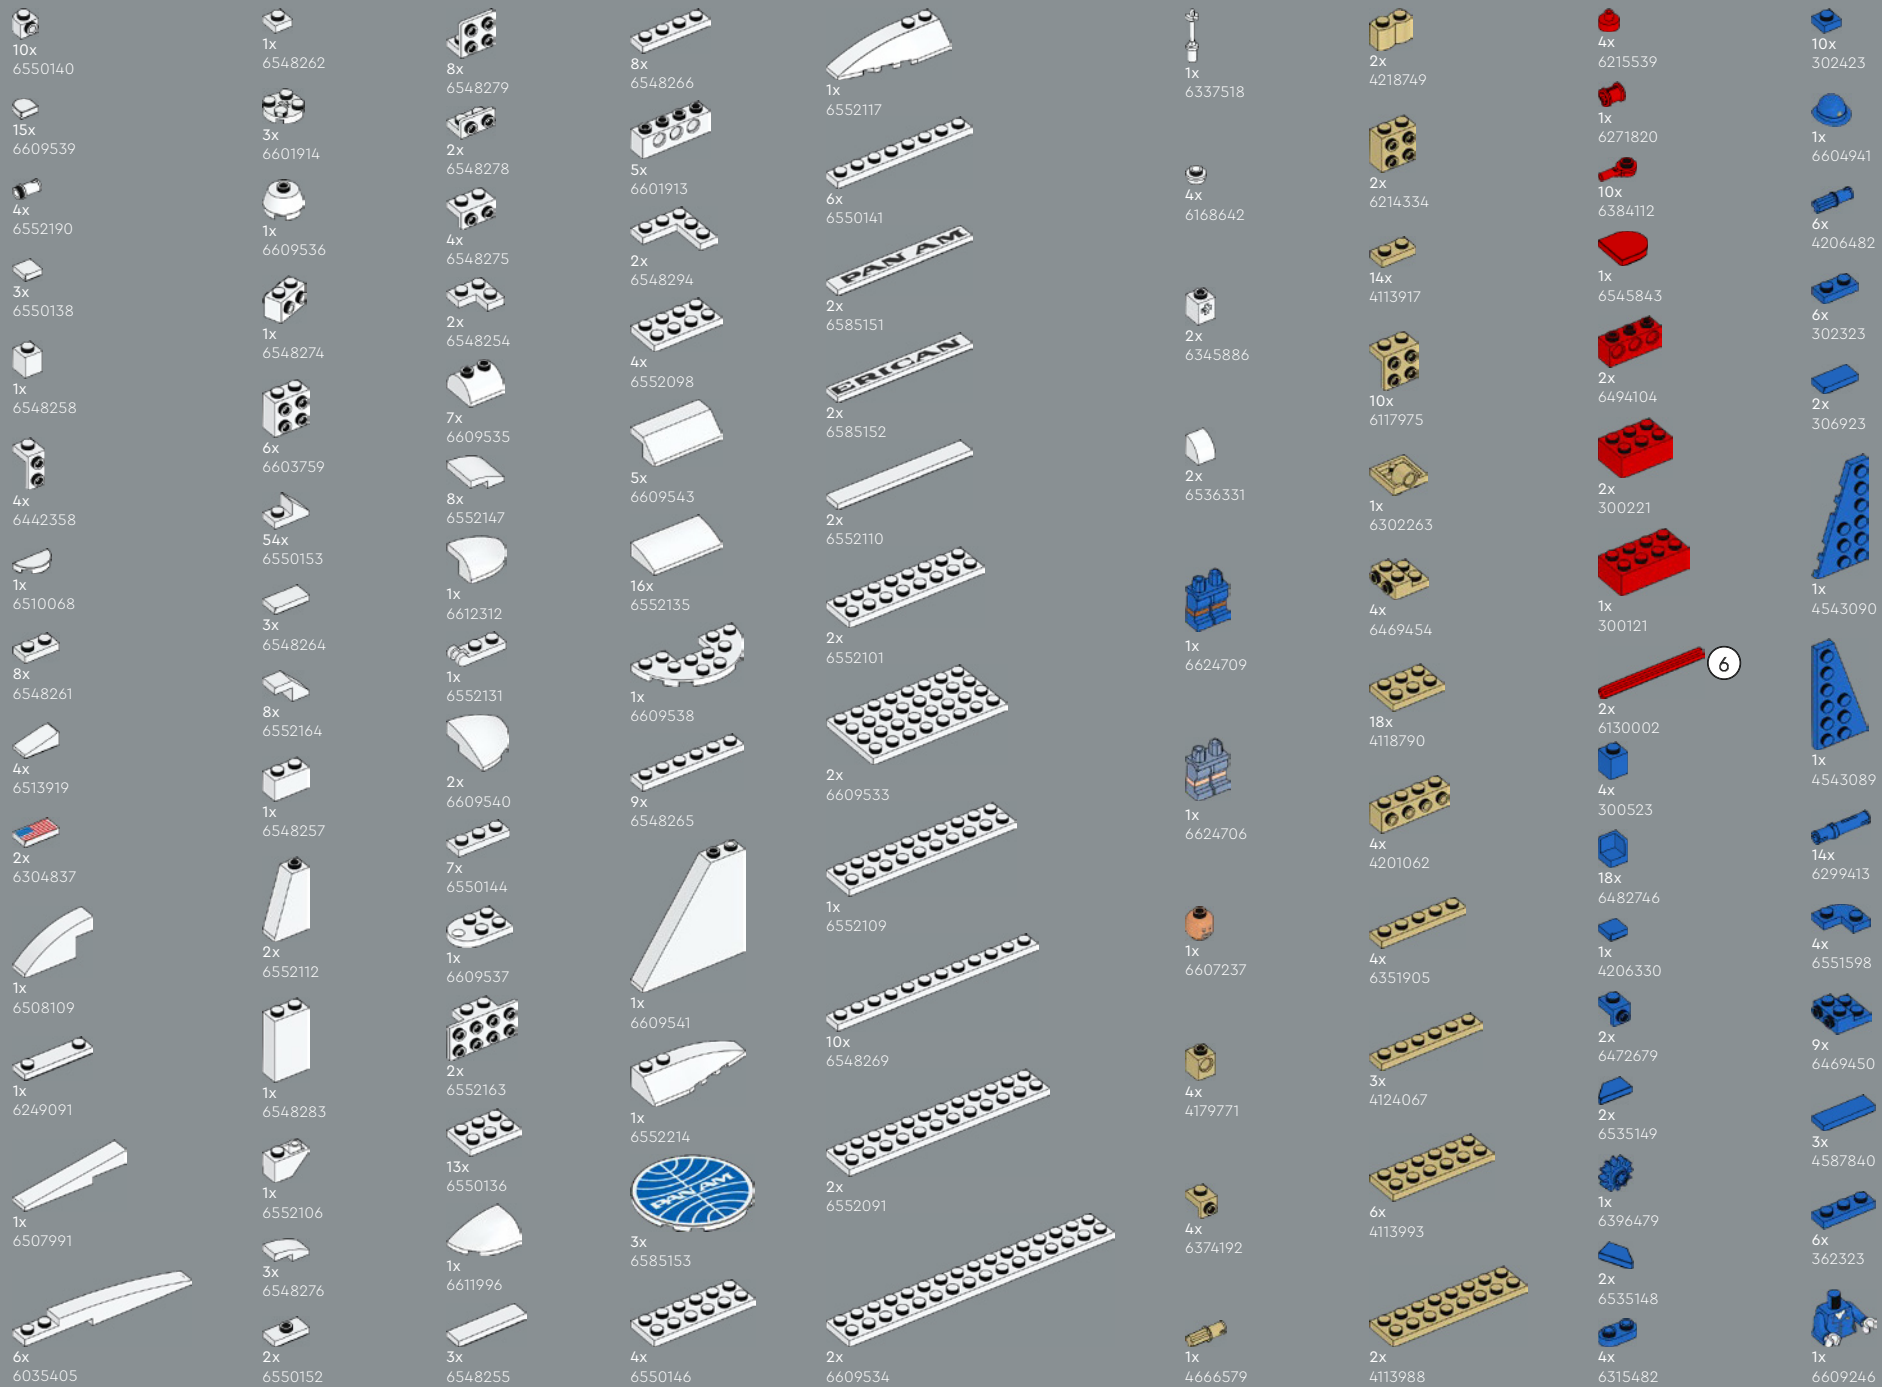 10x
6550140
15x
6609539
4x
6552190
3x
6550138
1x
6548258
4x
6442358
1x
6510068
8x
6548261
4x
6513919
2x
6304837
1x
6508109
1x
6249091
1x
6507991
6x
6035405
1x
6548262
3x
6601914
1x
6609536
1x
6548274
6x
6603759
54x
6550153
3x
6548264
8x
6552164
1x
6548257
2x
6552112
1x
6548283
1x
6552106
3x
6548276
2x
6550152
8x
6548279
2x
6548278
4x
6548275
2x
6548254
7x
6609535
8x
6552147
1x
6612312
1x
6552131
2x
6609540
7x
6550144
1x
6609537
2x
6552163
13x
6550136
1x
6611996
3x
6548255
8x
6548266
5x
6601913
2x
6548294
4x
6552098
5x
6609543
16x
6552135
1x
6609538
9x
6548265
1x
6609541
1x
6552214
PAN AM
3x
6585153
4x
6550146
1x
6552117
6x
6550141
PAN AM
2x
6585151
ERICAN
2x
6585152
2x
6552110
2x
6552101
2x
6609533
1x
6552109
10x
6548269
2x
6552091
2x
6609534
1x
6337518
4x
6168642
2x
6345886
2x
6536331
1x
6624709
1x
6624706
1x
6607237
4x
4179771
4x
6374192
1x
4666579
2x
4218749
2x
6214334
14x
4113917
10x
6117975
1x
6302263
4x
6469454
18x
4118790
4x
4201062
4x
6351905
3x
4124067
6x
4113993
2x
4113988
4x
6215539
1x
6271820
10x
6384112
1x
6545843
2x
6494104
2x
300221
1x
300121
6
2x
6130002
4x
300523
18x
6482746
1x
4206330
2x
6472679
2x
6535149
1x
6396479
2x
6535148
4x
6315482
10x
302423
1x
6604941
6x
4206482
6x
302323
2x
306923
1x
4543090
1x
4543089
14x
6299413
4x
6551598
9x
6469450
3x
4587840
6x
362323
1x
6609246